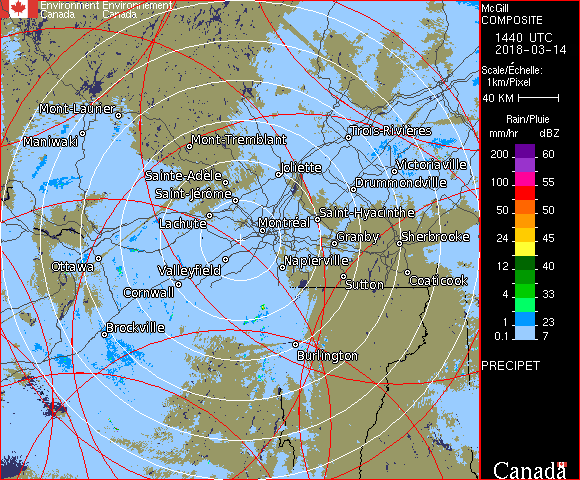 Environment Environnement
Canada Canada
McGill
COMPOSITE
1440 UTC
2018-03-14
Scale/Échelle:
1km/Pixel
40 KM
Rain/Pluie
mm/hr dBZ
200 60
100 55
50 50
24 45
12 40
4 33
1 23
0.1 7
PRECIPET
Canada
Mont-Laurier
Maniwaki
Mont-Tremblant
Trois-Rivières
Joliette
Victoriaville
Sainte-Adèle
Drummondville
Saint-Jérôme
Saint-Hyacinthe
Lachute
Montréal
Granby
Sherbrooke
Ottawa
Valleyfield
Napierville
Coaticook
Sutton
Cornwall
Brockville
Burlington